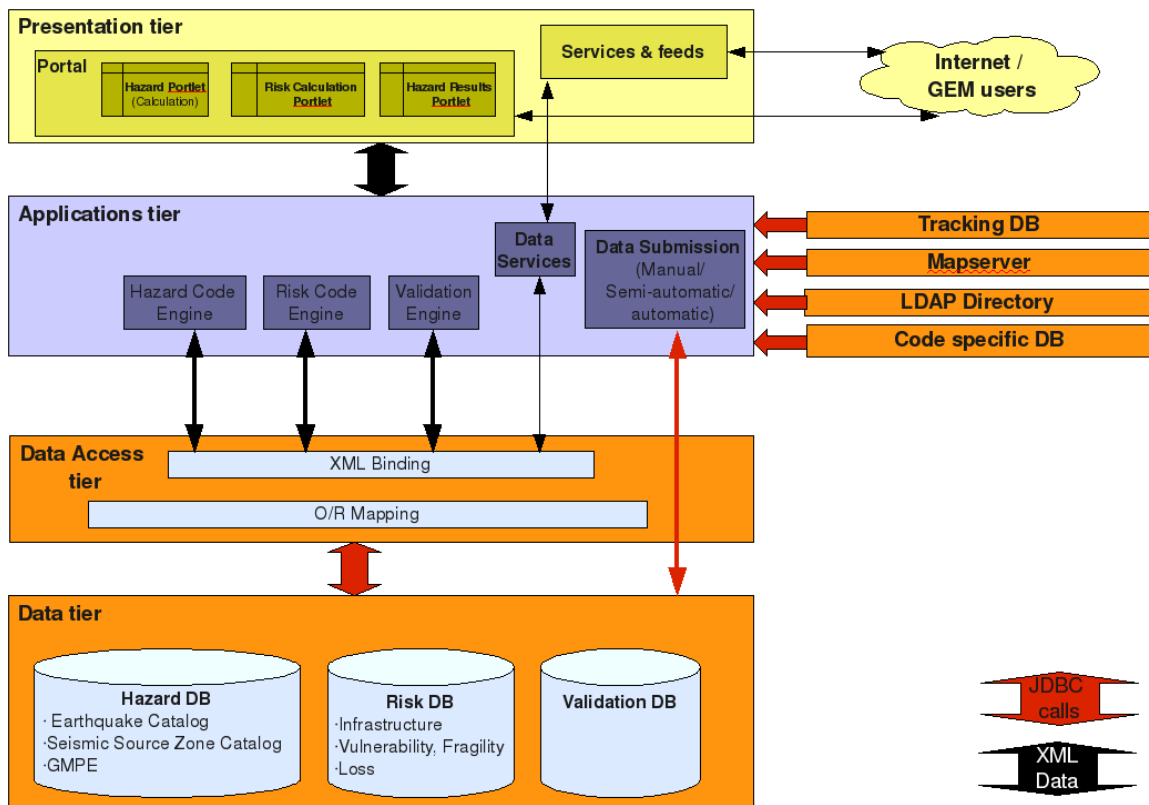 Presentation tier
Portal
Hazard Portlet
(Calculation)
Risk Calculation
Portlet
Hazard Results
Portlet
Services & feeds
Internet /
GEM users
Applications tier
Hazard Code
Engine
Risk Code
Engine
Validation
Engine
Data
Services
Data Submission
(Manual/
Semi-automatic/
automatic)
Tracking DB
Mapserver
LDAP Directory
Code specific DB
Data Access
tier
XML Binding
O/R Mapping
Data tier
Hazard DB
· Earthquake Catalog
·Seismic Source Zone Catalog
·GMPE
Risk DB
·Infrastructure
·Vulnerability, Fragility
·Loss
Validation DB
JDBC
calls
XML
Data